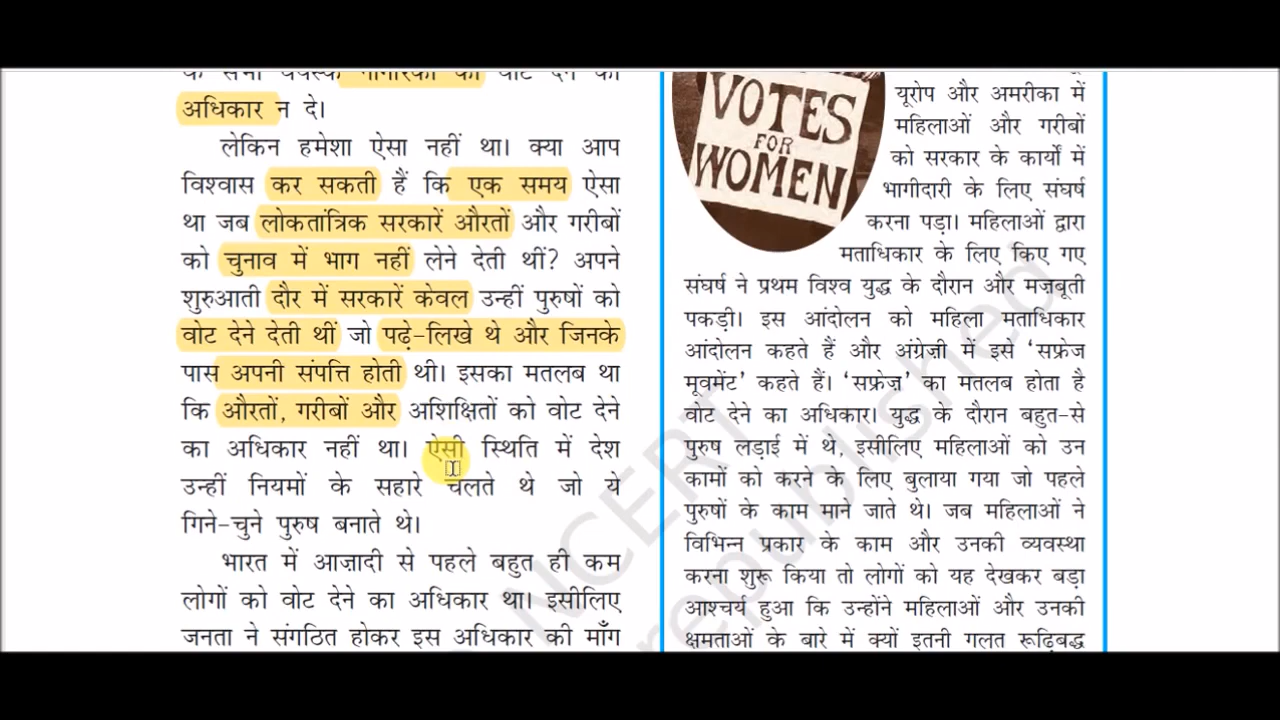 अधिकार न दे।
लेकिन हमेशा ऐसा नहीं था। क्या आप
विश्वास कर सकती हैं कि एक समय ऐसा
था जब लोकतांत्रिक सरकारें औरतों और गरीबों
को चुनाव में भाग नहीं लेने देती थीं? अपने
शुरुआती दौर में सरकारें केवल उन्हीं पुरुषों को
वोट देने देती थीं जो पढ़े-लिखे थे और जिनके
पास अपनी संपत्ति होती थी। इसका मतलब था
कि औरतों, गरीबों और अशिक्षितों को वोट देने
का अधिकार नहीं था। ऐसी स्थिति में देश
उन्हीं नियमों के सहारे चलते थे जो ये
गिने-चुने पुरुष बनाते थे।
भारत में आज़ादी से पहले बहुत ही कम
लोगों को वोट देने का अधिकार था। इसीलिए
जनता ने संगठित होकर इस अधिकार की माँग
VOTES
FOR
WOMEN
यूरोप और अमरीका में
महिलाओं और गरीबों
को सरकार के कार्यों में
भागीदारी के लिए संघर्ष
करना पड़ा। महिलाओं द्वारा
मताधिकार के लिए किए गए
संघर्ष ने प्रथम विश्व युद्ध के दौरान और मज़बूती
पकड़ी। इस आंदोलन को महिला मताधिकार
आंदोलन कहते हैं और अंग्रेज़ी में इसे ‘सफ्रेज
मूवमेंट’ कहते हैं। ‘सफ्रेज’ का मतलब होता है
वोट देने का अधिकार। युद्ध के दौरान बहुत-से
पुरुष लड़ाई में थे, इसीलिए महिलाओं को उन
कामों को करने के लिए बुलाया गया जो पहले
पुरुषों के काम माने जाते थे। जब महिलाओं ने
विभिन्न प्रकार के काम और उनकी व्यवस्था
करना शुरू किया तो लोगों को यह देखकर बड़ा
आश्चर्य हुआ कि उन्होंने महिलाओं और उनकी
क्षमताओं के बारे में क्यों इतनी गलत रूढ़िबद्ध
NCERT
republished